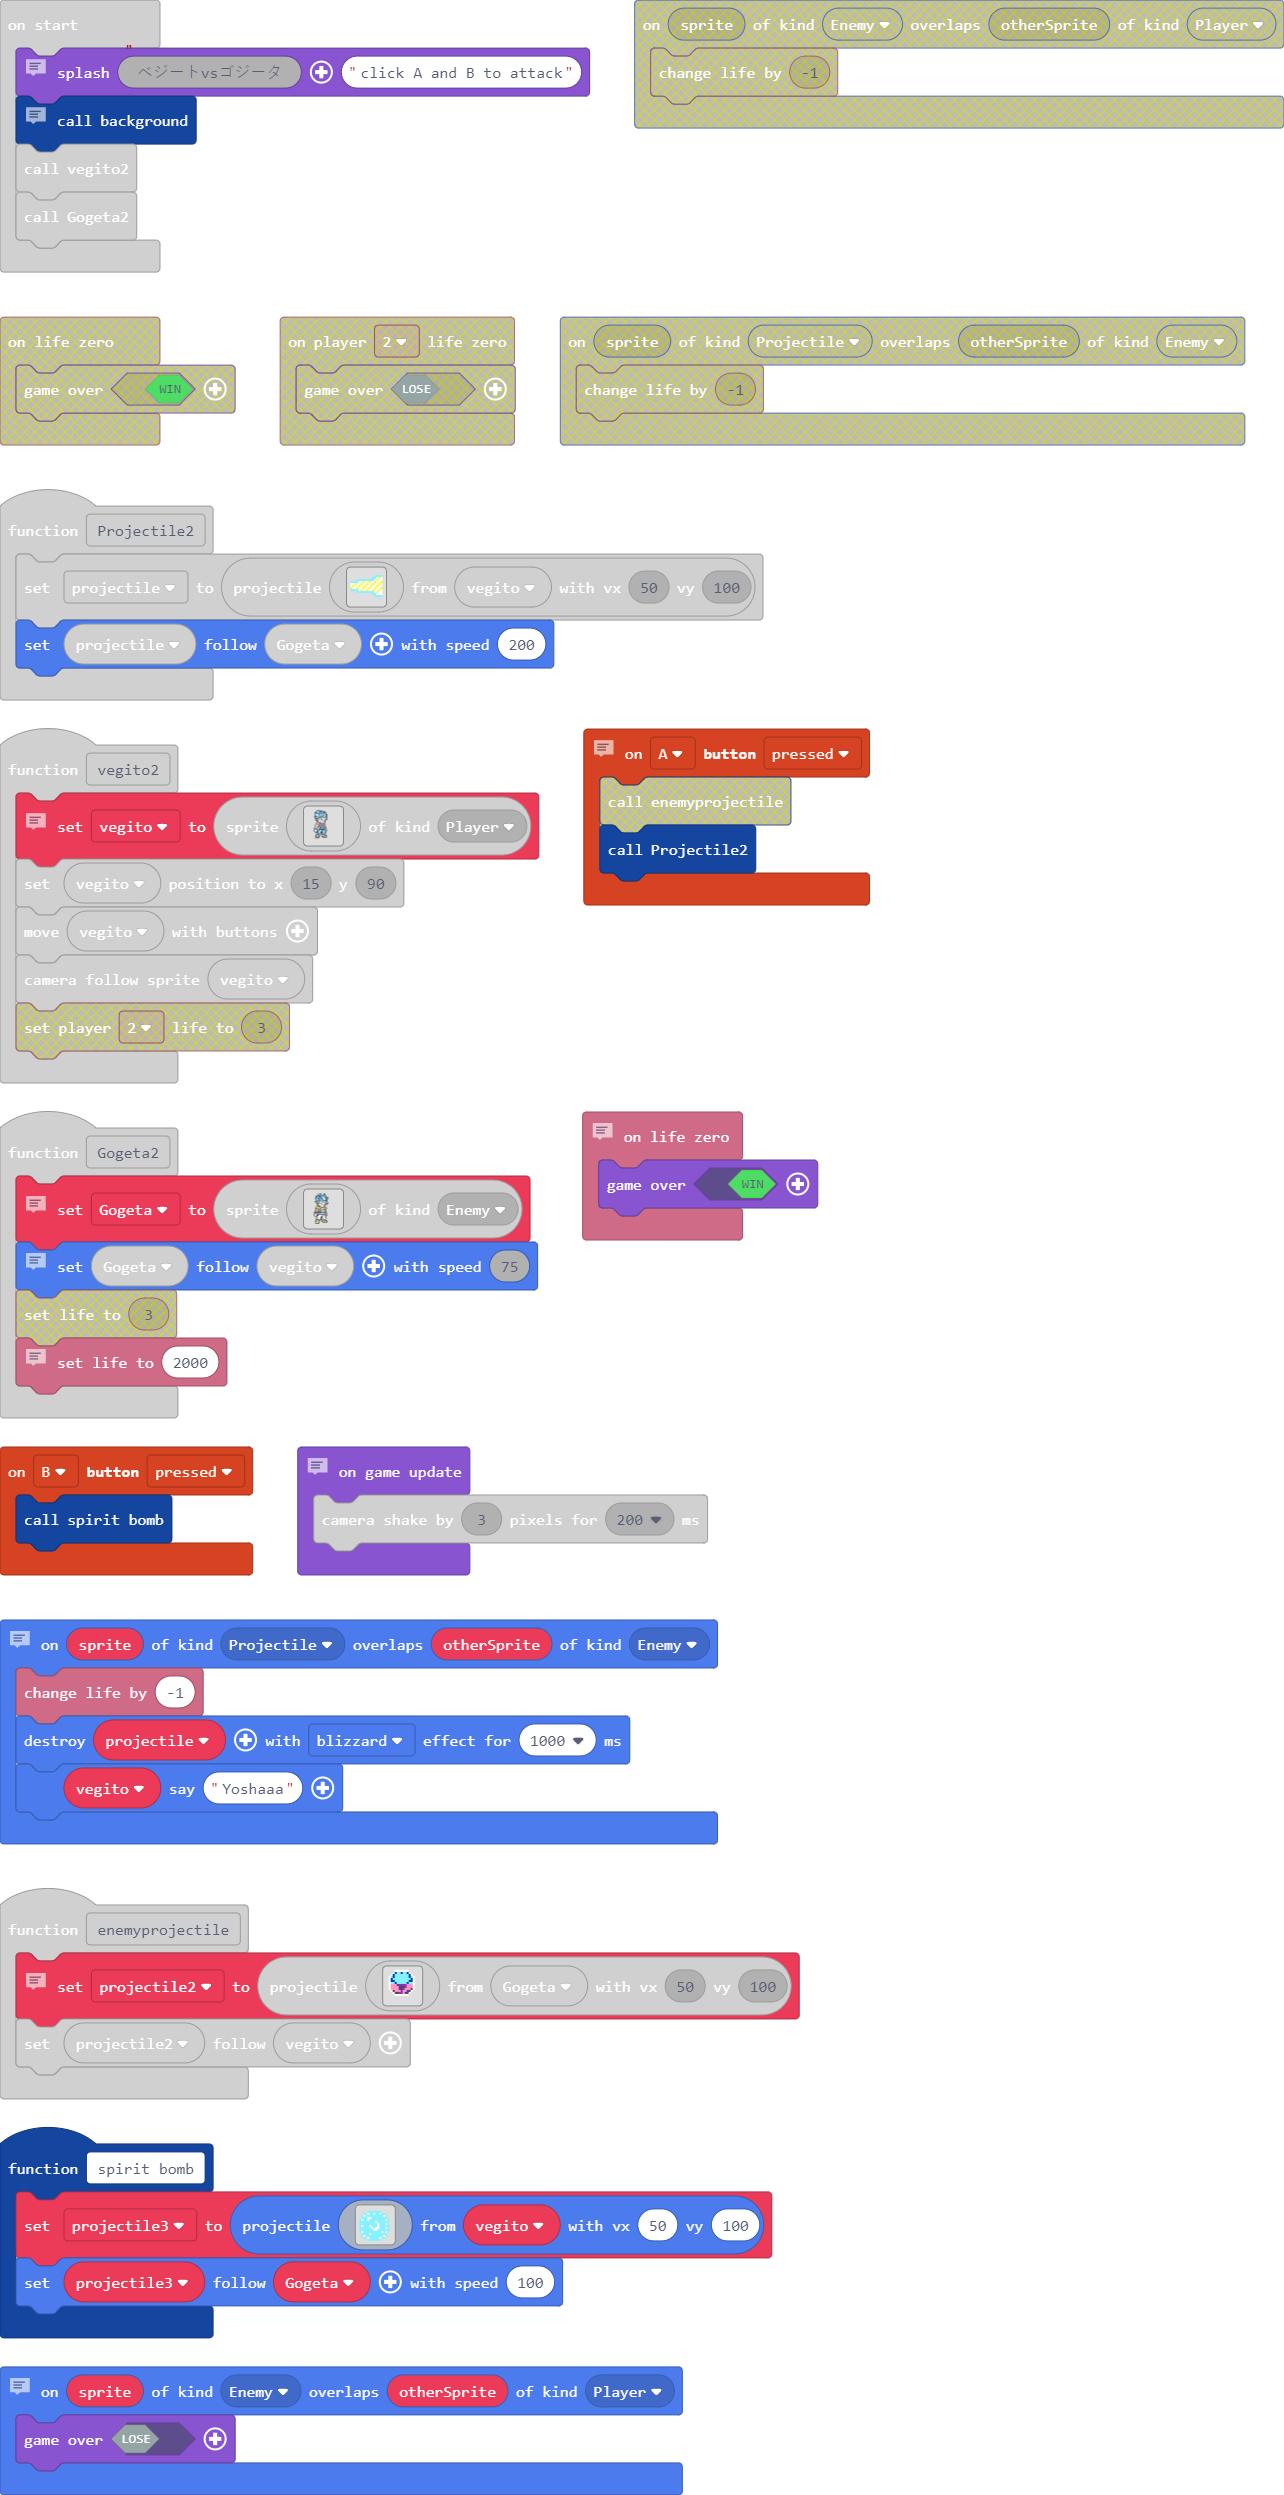 on start
splash "ベジートvsゴジータ "click A and B to attack"
call background
call vegito2
call Gogeta2
on sprite of kind Enemy overlaps otherSprite of kind Player
change life by -1
on life zero
game over WIN
on player 2 life zero
game over LOSE
on sprite of kind Projectile overlaps otherSprite of kind Enemy
change life by -1
function Projectile2
set projectile to projectile from vegito with vx 50 vy 100
set projectile follow Gogeta with speed 200
function vegito2
set vegito to sprite of kind Player
set vegito position to x 15 y 90
move vegito with buttons
camera follow sprite vegito
set player 2 life to 3
on A button pressed
call enemyprojectile
call Projectile2
function Gogeta2
set Gogeta to sprite of kind Enemy
set Gogeta follow vegito with speed 75
set life to 3
set life to 2000
on life zero
game over WIN
on B button pressed
call spirit bomb
on game update
camera shake by 3 pixels for 200 ms
on sprite of kind Projectile overlaps otherSprite of kind Enemy
change life by -1
destroy projectile with blizzard effect for 1000 ms
vegito say "Yoshaaa"
function enemyprojectile
set projectile2 to projectile from Gogeta with vx 50 vy 100
set projectile2 follow vegito
function spirit bomb
set projectile3 to projectile from vegito with vx 50 vy 100
set projectile3 follow Gogeta with speed 100
on sprite of kind Enemy overlaps otherSprite of kind Player
game over LOSE